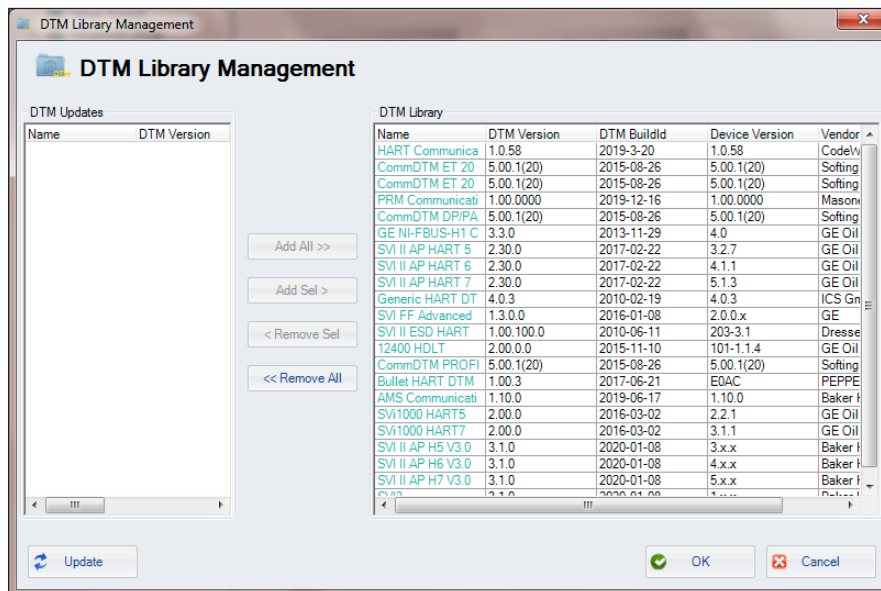 DTM Library Management
DTM Library Management
DTM Updates
Name DTM Version
Add All >>
Add Sel >
< Remove Sel
<< Remove All
DTM Library
Name DTM Version DTM BuildId Device Version Vendor
HART Communica 1.0.58 2019-3-20 1.0.58 CodeW
CommDTM ET 20 5.00.1(20) 2015-08-26 5.00.1(20) Softing
CommDTM ET 20 5.00.1(20) 2015-08-26 5.00.1(20) Softing
PRM Communicati 1.00.0000 2019-12-16 1.00.0000 Mason
CommDTM DP/PA 5.00.1(20) 2015-08-26 5.00.1(20) Softing
GE NI-FBUS-H1 C 3.3.0 2013-11-29 4.0 GE Oil
SVI II AP HART 5 2.30.0 2017-02-22 3.2.7 GE Oil
SVI II AP HART 6 2.30.0 2017-02-22 4.1.1 GE Oil
SVI II AP HART 7 2.30.0 2017-02-22 5.1.3 GE Oil
Generic HART DT 4.0.3 2010-02-19 4.0.3 ICS Gm
SVI FF Advanced 1.3.0.0 2016-01-08 2.0.0.x GE
SVI II ESD HART 1.00.100.0 2010-06-11 203-3.1 Dresse
12400 HDLT 2.00.0.0 2015-11-10 101-1.1.4 GE Oil
CommDTM PROFI 5.00.1(20) 2015-08-26 5.00.1(20) Softing
Bullet HART DTM 1.00.3 2017-06-21 E0AC PEPPE
AMS Communicati 1.10.0 2019-06-17 1.10.0 Baker H
SVi1000 HART5 2.00.0 2016-03-02 2.2.1 GE Oil
SVi1000 HART7 2.00.0 2016-03-02 3.1.1 GE Oil
SVI II AP H5 V3.0 3.1.0 2020-01-08 3.x.x Baker H
SVI II AP H6 V3.0 3.1.0 2020-01-08 4.x.x Baker H
SVI II AP H7 V3.0 3.1.0 2020-01-08 5.x.x Baker H
Update
OK
Cancel